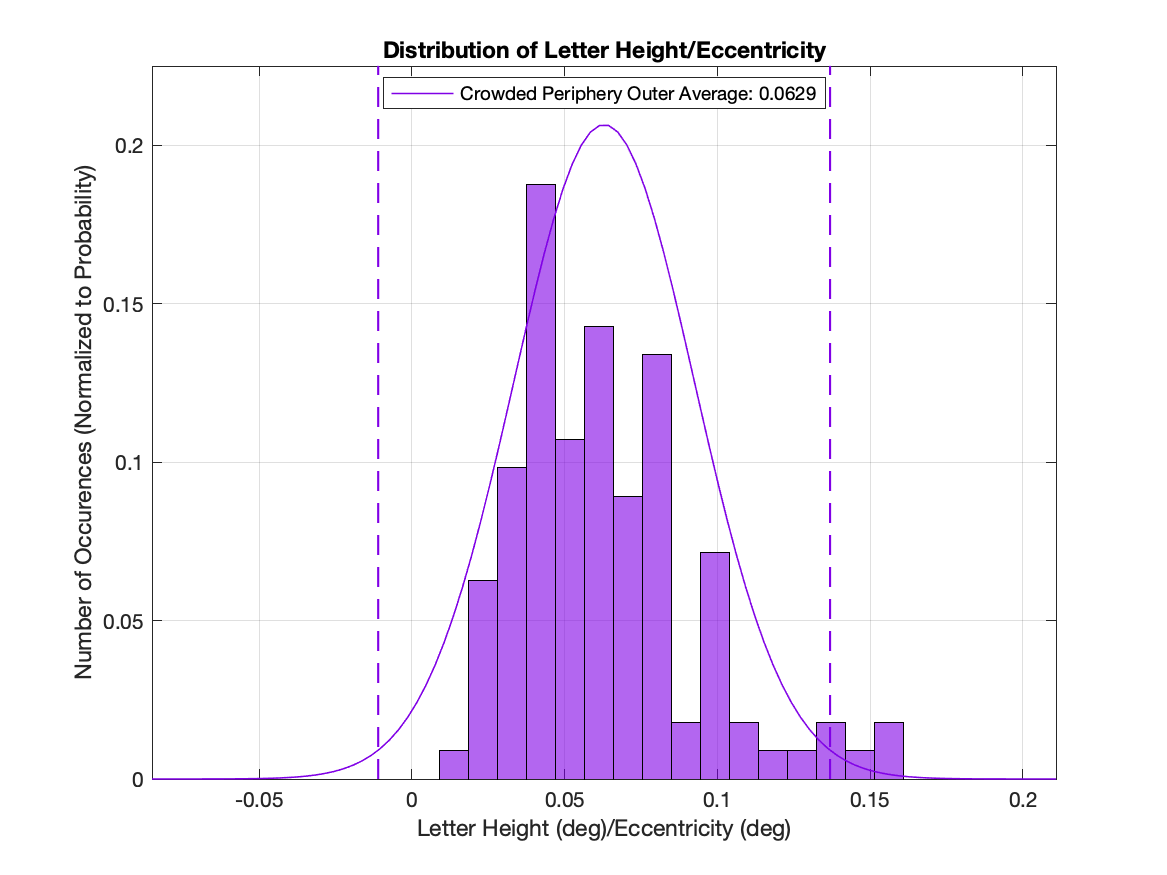 Distribution of Letter Height/Eccentricity
Crowded Periphery Outer Average: 0.0629
Number of Occurences (Normalized to Probability)
0.2
0.15
0.1
0.05
0
-0.05
0
0.05
0.1
0.15
0.2
Letter Height (deg)/Eccentricity (deg)